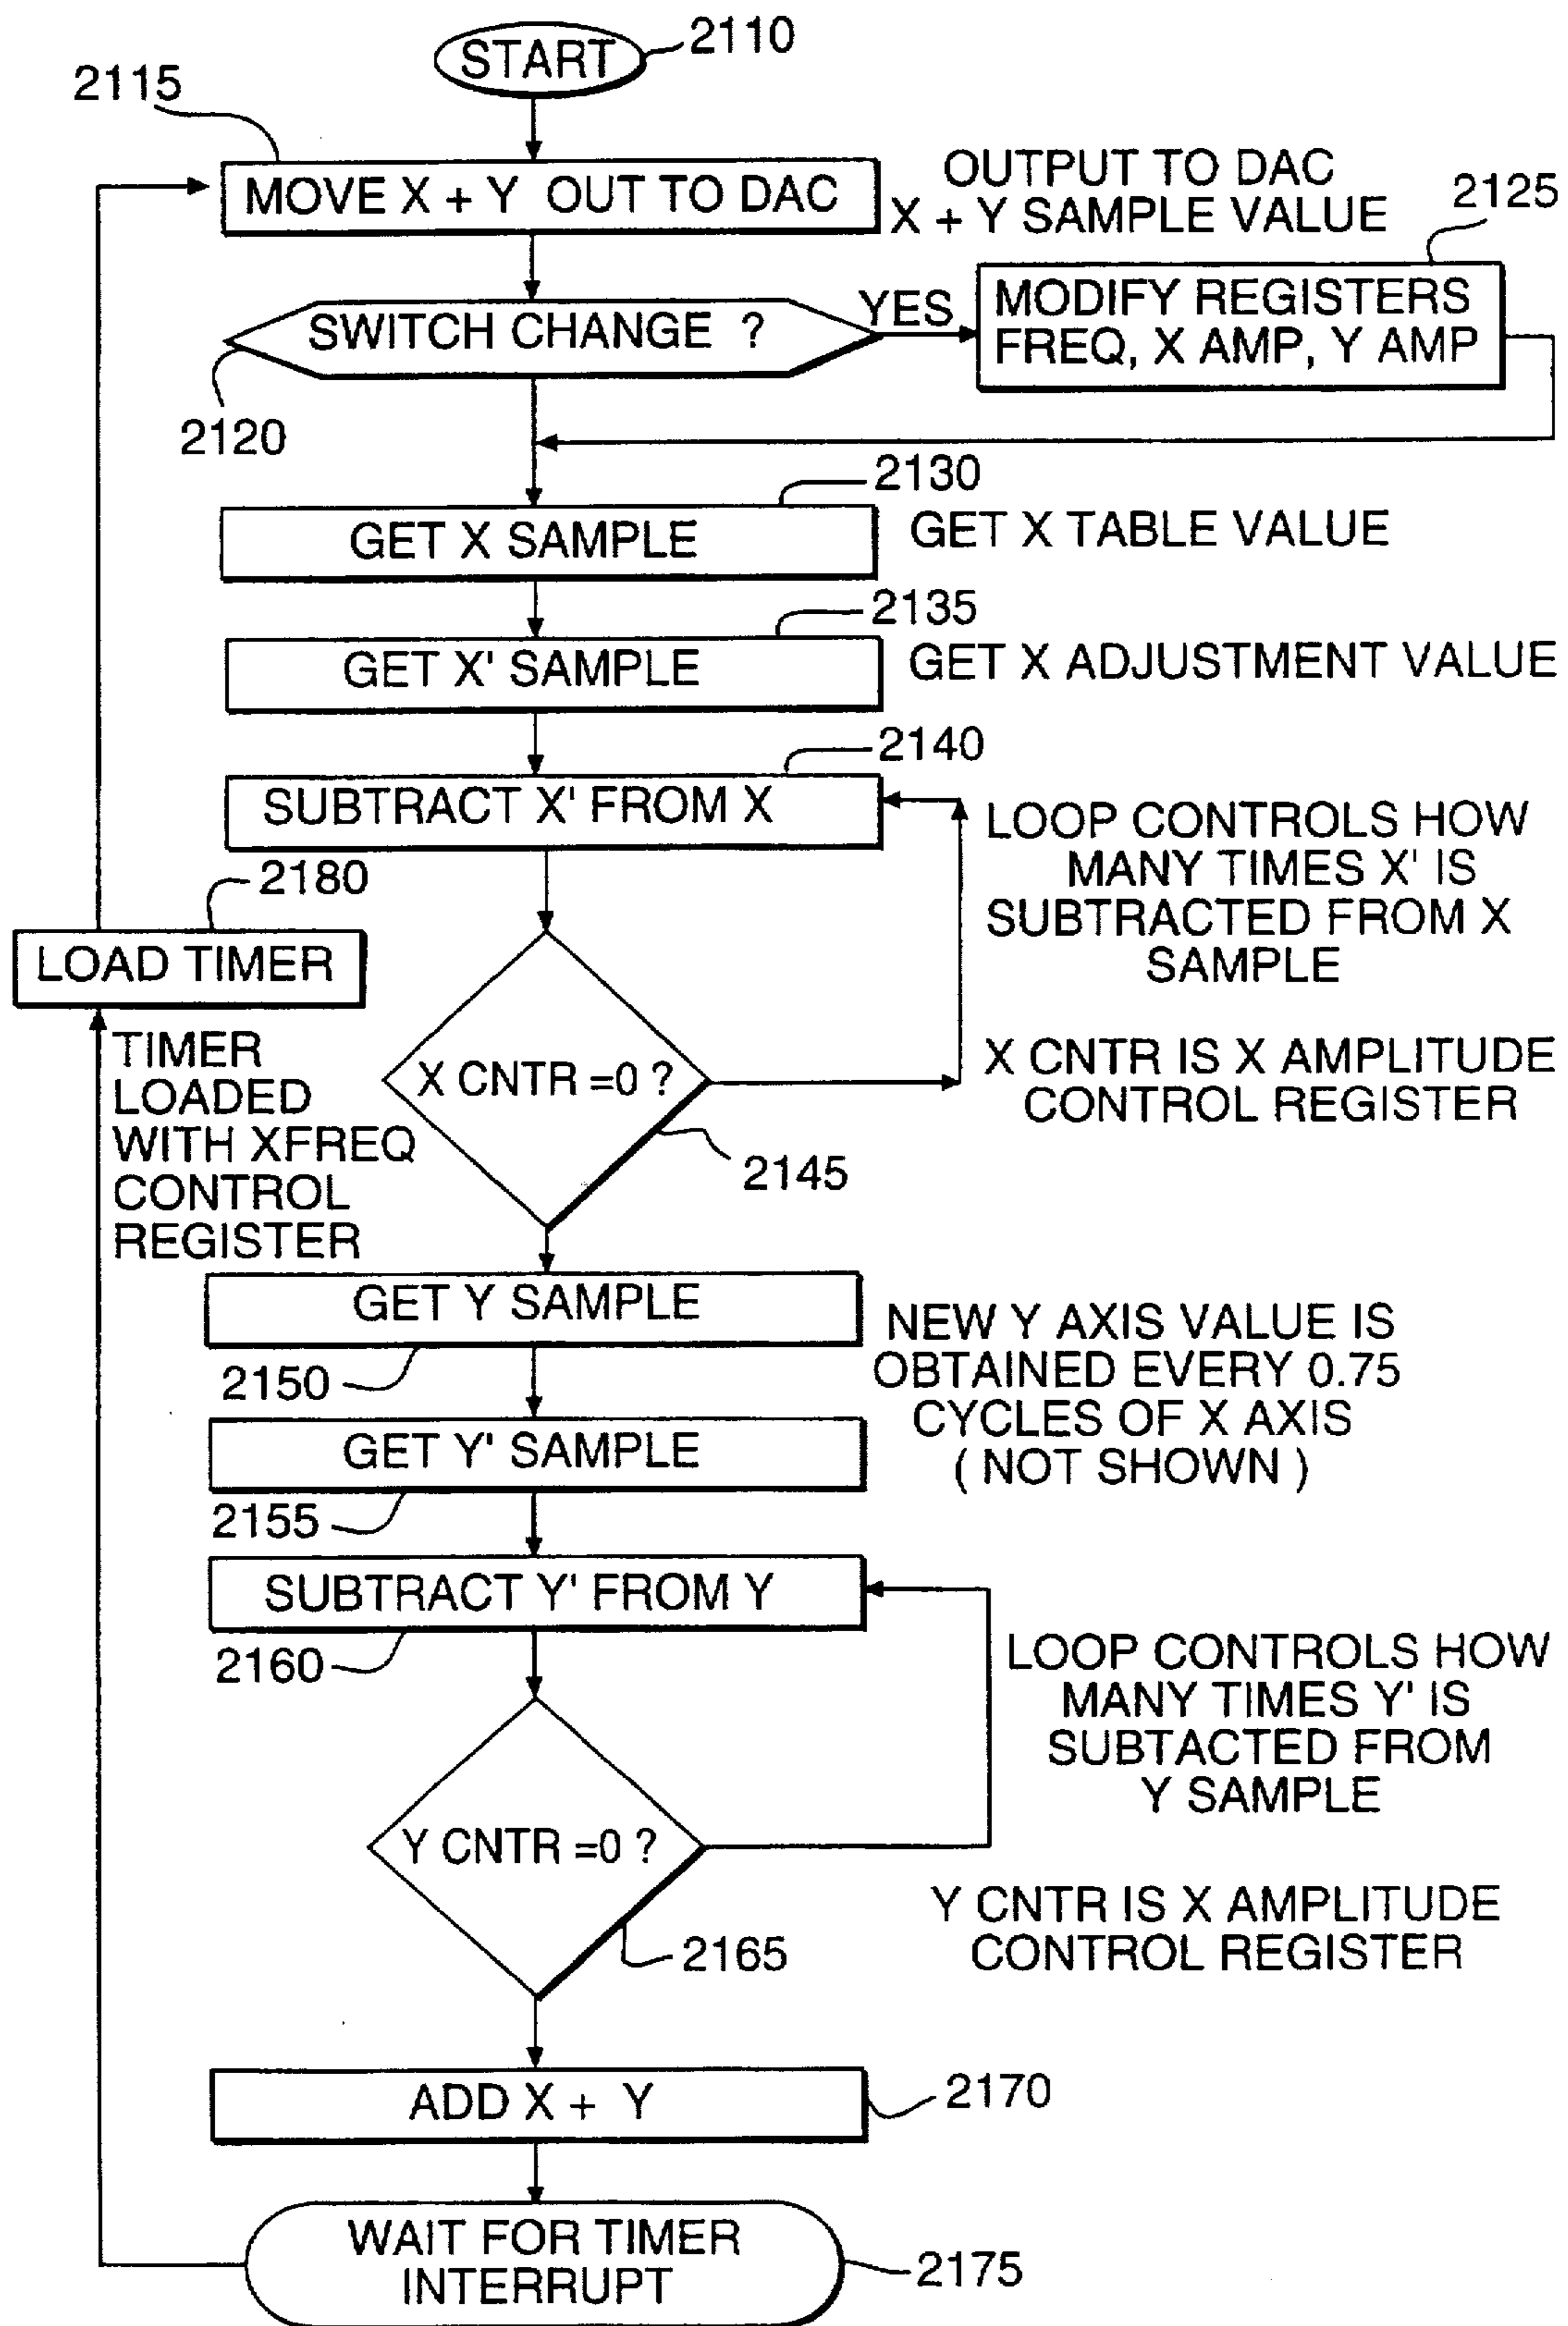 START
2110
2115
MOVE X + Y OUT TO DAC
OUTPUT TO DAC
X + Y SAMPLE VALUE
2125
SWITCH CHANGE ?
YES
MODIFY REGISTERS
FREQ, X AMP, Y AMP
2120
2130
GET X SAMPLE
GET X TABLE VALUE
2135
GET X' SAMPLE
GET X ADJUSTMENT VALUE
2140
SUBTRACT X' FROM X
LOOP CONTROLS HOW
MANY TIMES X' IS
SUBTRACTED FROM X
SAMPLE
2180
LOAD TIMER
TIMER
LOADED
WITH XFREQ
CONTROL
REGISTER
X CNTR =0 ?
X CNTR IS X AMPLITUDE
CONTROL REGISTER
2145
GET Y SAMPLE
2150
NEW Y AXIS VALUE IS
OBTAINED EVERY 0.75
CYCLES OF X AXIS
( NOT SHOWN )
GET Y' SAMPLE
2155
SUBTRACT Y' FROM Y
2160
LOOP CONTROLS HOW
MANY TIMES Y' IS
SUBTACTED FROM
Y SAMPLE
Y CNTR =0 ?
Y CNTR IS X AMPLITUDE
CONTROL REGISTER
2165
ADD X + Y
2170
WAIT FOR TIMER
INTERRUPT
2175